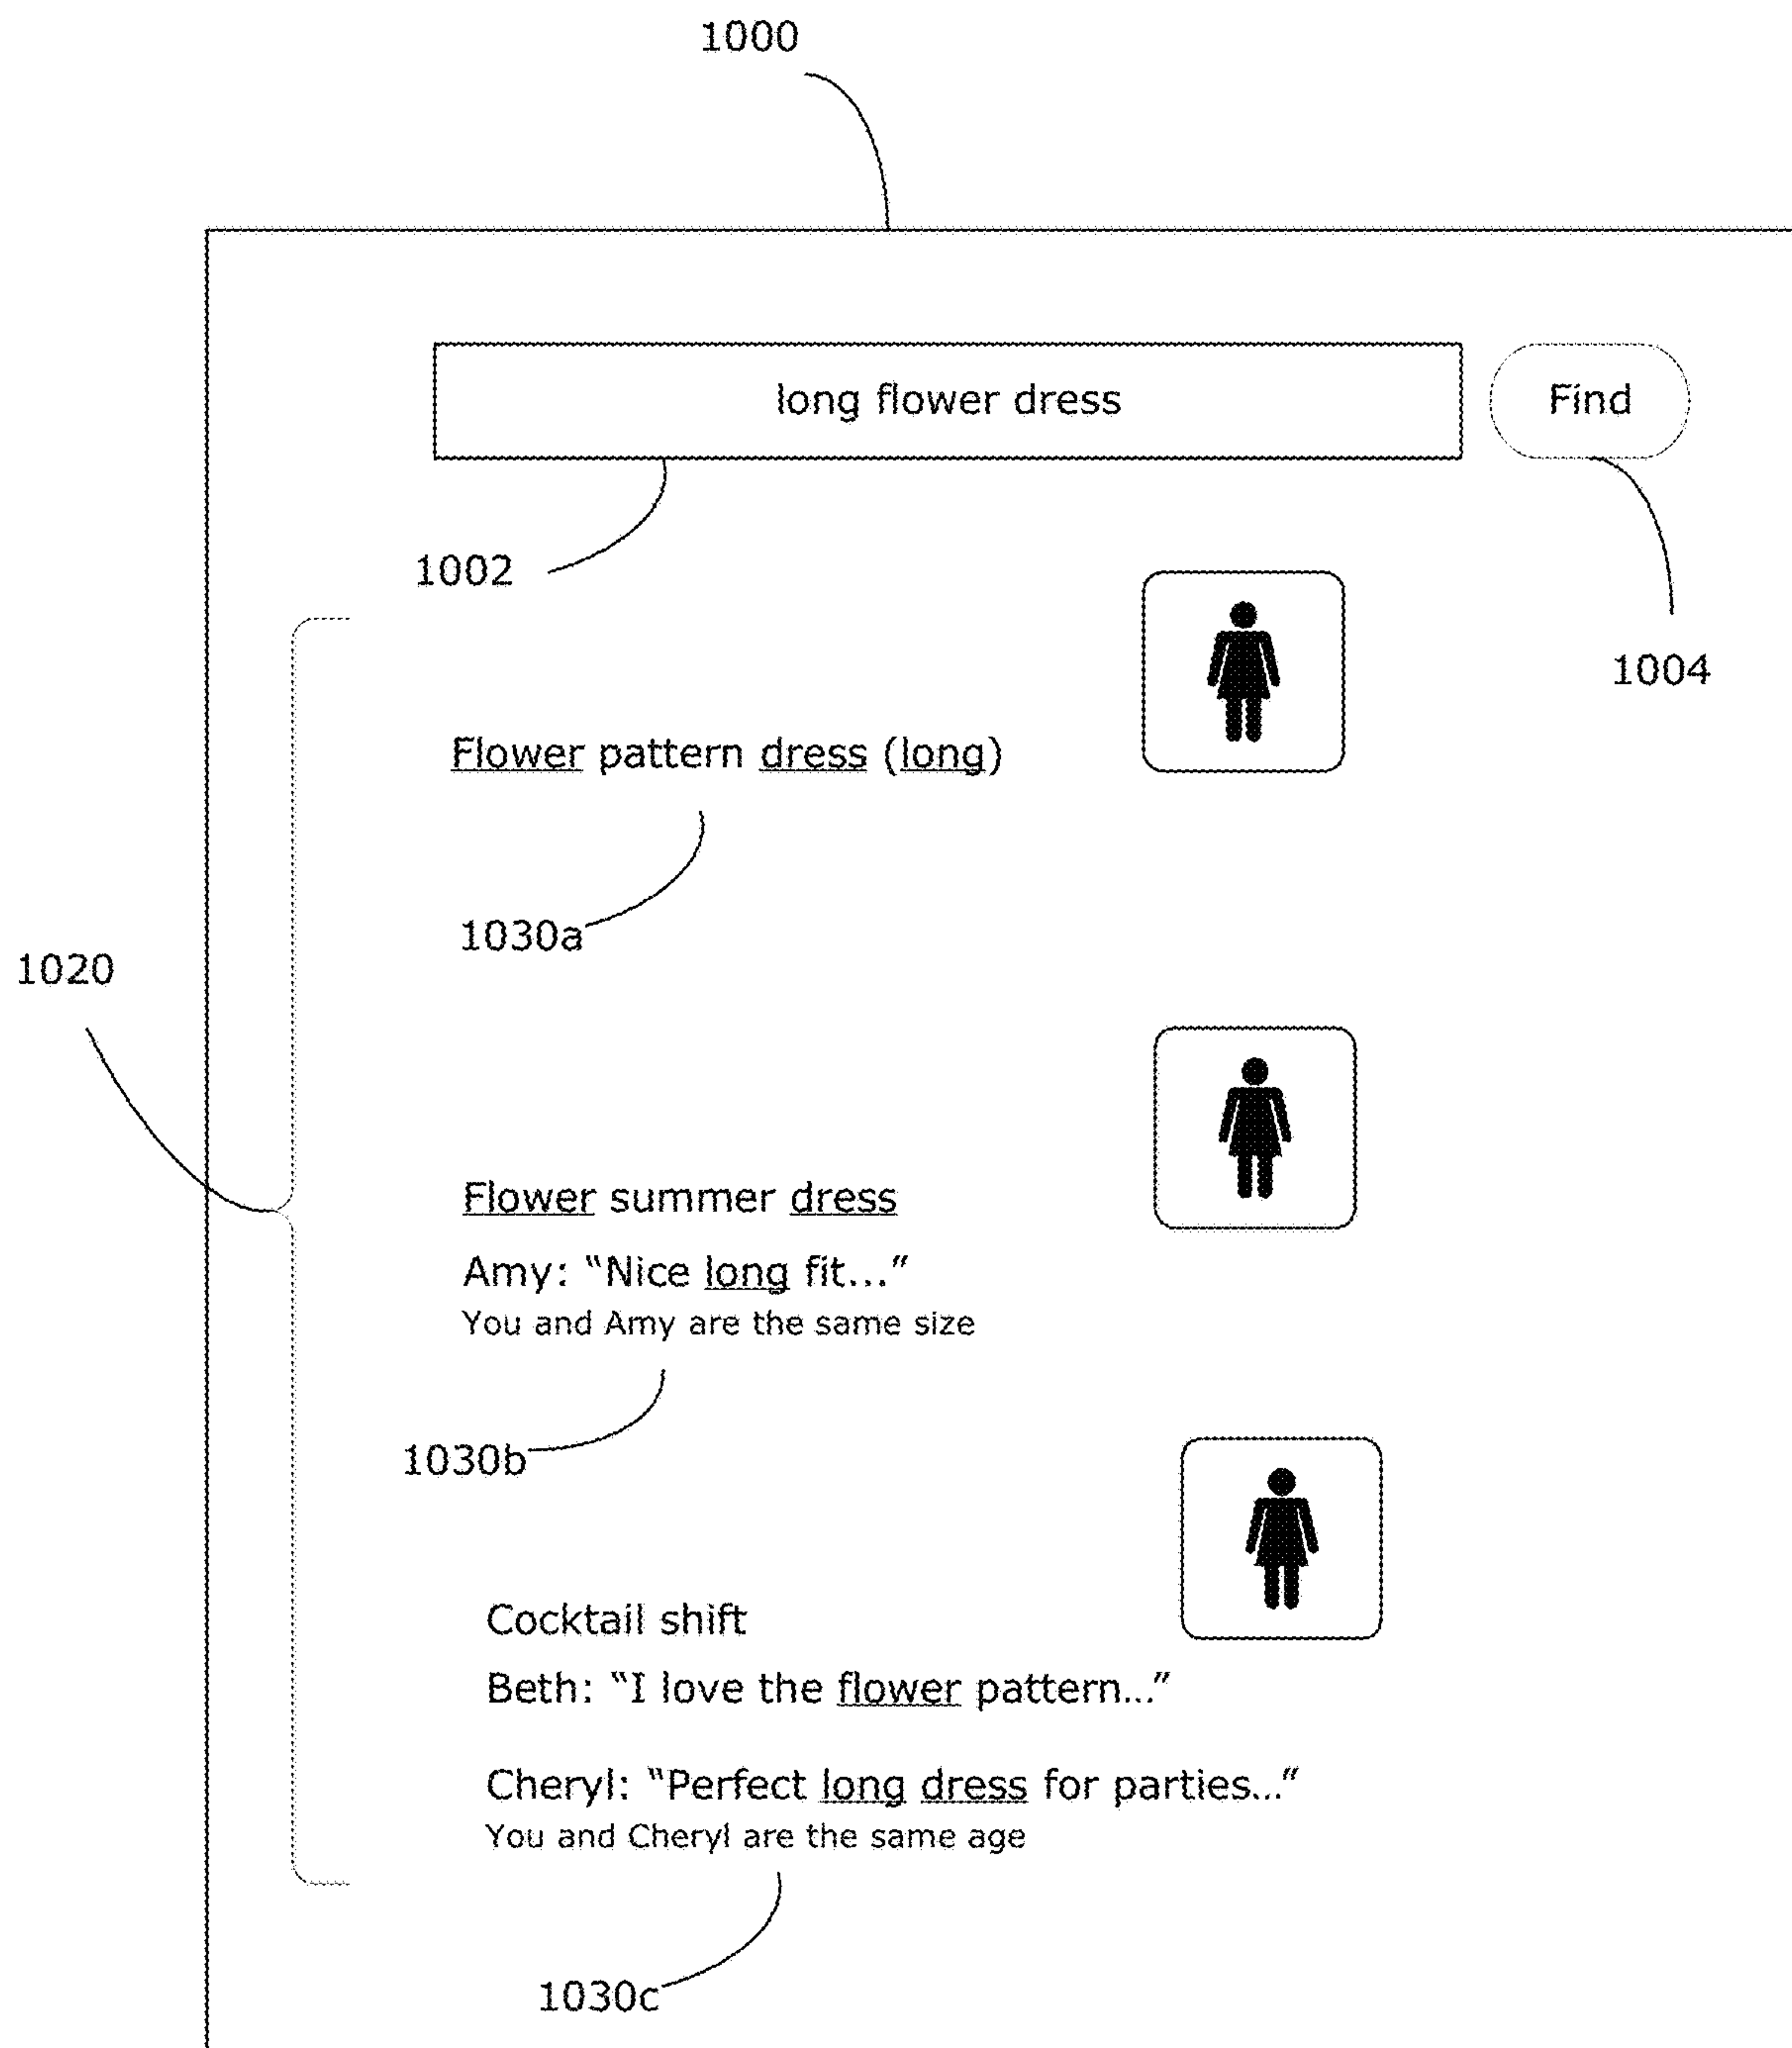 1000
long flower dress
Find
1002
1004
Flower pattern dress (long)
1030a
1020
Flower summer dress
Amy: “Nice long fit...”
You and Amy are the same size
1030b
Cocktail shift
Beth: “I love the flower pattern...”
Cheryl: “Perfect long dress for parties...”
You and Cheryl are the same age
1030c